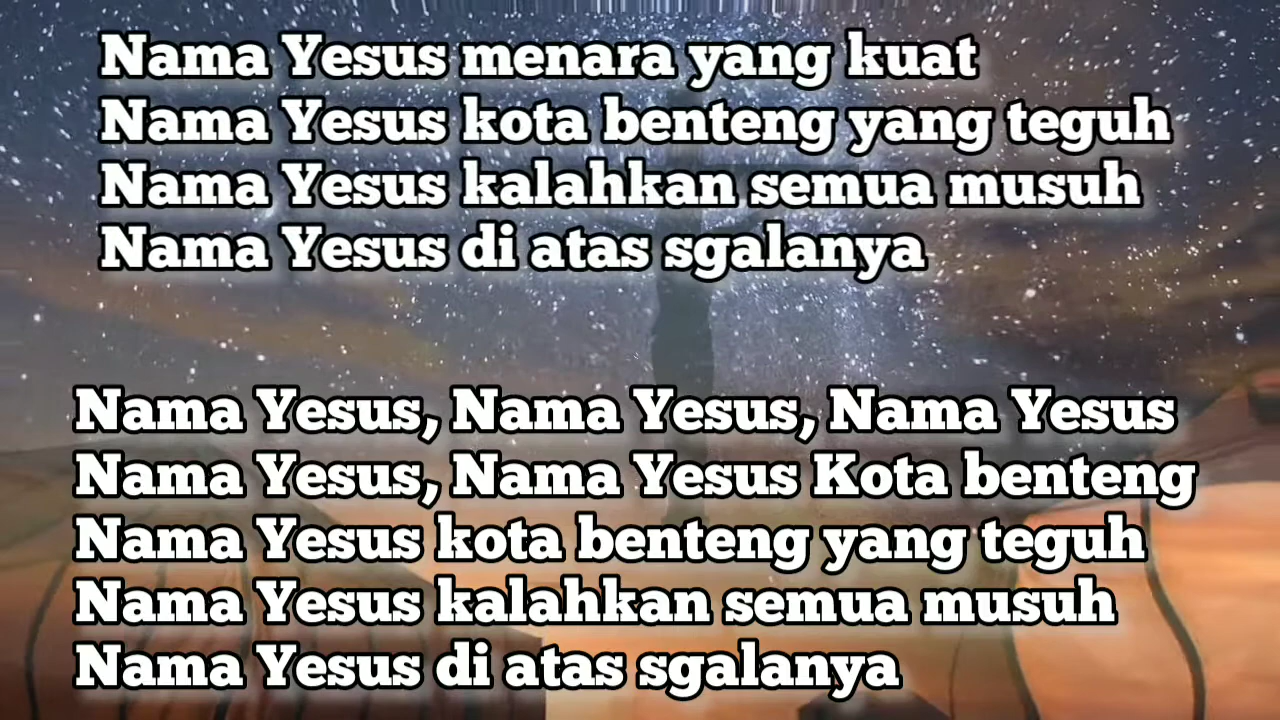 Nama Yesus menara yang kuat
Nama Yesus kota benteng yang teguh
Nama Yesus kalahkan semua musuh
Nama Yesus di atas sgalanya
Nama Yesus, Nama Yesus, Nama Yesus
Nama Yesus, Nama Yesus Kota benteng
Nama Yesus kota benteng yang teguh
Nama Yesus kalahkan semua musuh
Nama Yesus di atas sgalanya